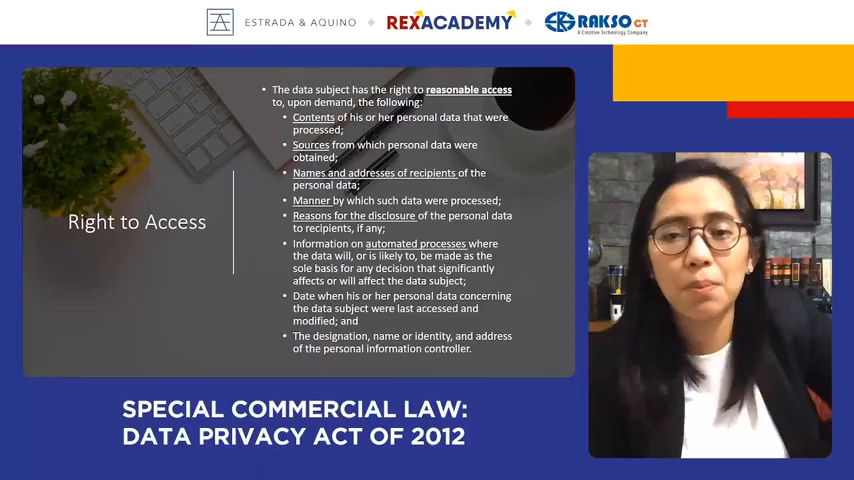 ESTRADA & AQUINO
REXACADEMY
RAKSO CT
A Creative Technology Company
Right to Access
• The data subject has the right to reasonable access
to, upon demand, the following:
• Contents of his or her personal data that were
processed;
• Sources from which personal data were
obtained;
• Names and addresses of recipients of the
personal data;
• Manner by which such data were processed;
• Reasons for the disclosure of the personal data
to recipients, if any;
• Information on automated processes where
the data will, or is likely to, be made as the
sole basis for any decision that significantly
affects or will affect the data subject;
• Date when his or her personal data concerning
the data subject were last accessed and
modified; and
• The designation, name or identity, and address
of the personal information controller.
SPECIAL COMMERCIAL LAW:
DATA PRIVACY ACT OF 2012